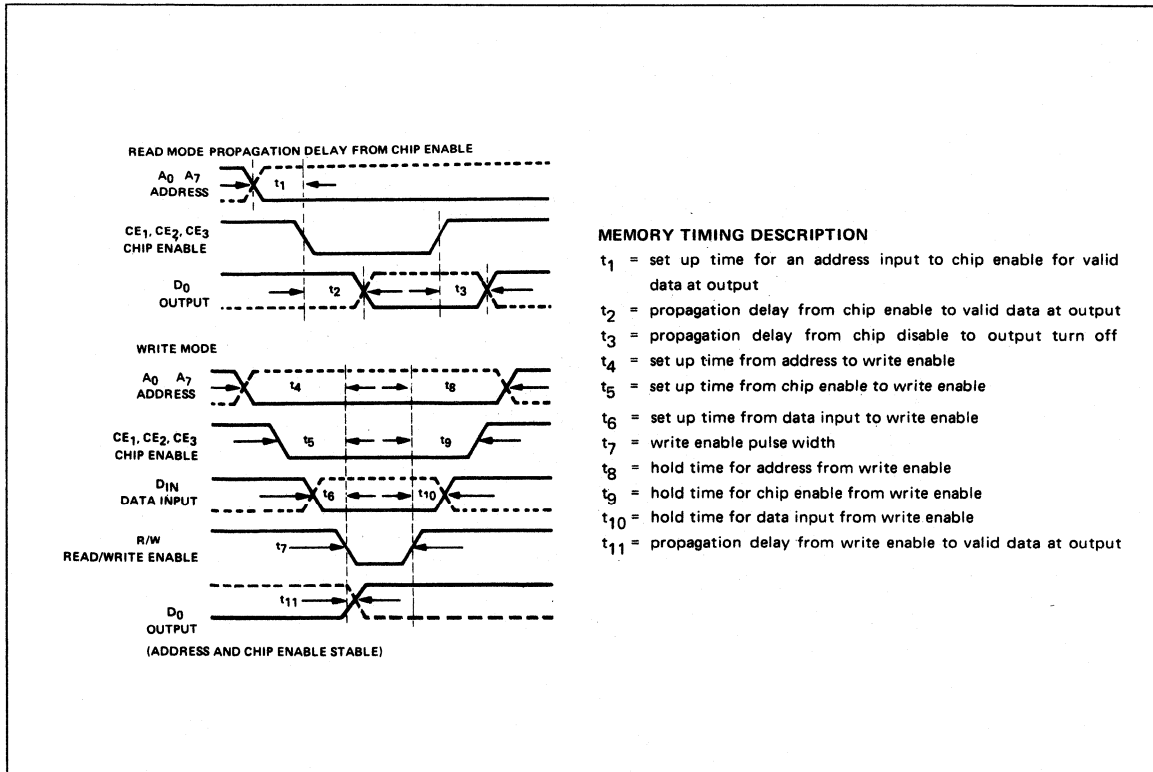 READ MODE PROPAGATION DELAY FROM CHIP ENABLE
A0 A7
ADDRESS
t1
CE1, CE2, CE3
CHIP ENABLE
D0
OUTPUT
t2
t3
WRITE MODE
A0 A7
ADDRESS
t4
t8
CE1, CE2, CE3
CHIP ENABLE
t5
t9
DIN
DATA INPUT
t6
t10
R/W
READ/WRITE ENABLE
t7
t11
D0
OUTPUT
(ADDRESS AND CHIP ENABLE STABLE)
MEMORY TIMING DESCRIPTION
t1 = set up time for an address input to chip enable for valid
data at output
t2 = propagation delay from chip enable to valid data at output
t3 = propagation delay from chip disable to output turn off
t4 = set up time from address to write enable
t5 = set up time from chip enable to write enable
t6 = set up time from data input to write enable
t7 = write enable pulse width
t8 = hold time for address from write enable
t9 = hold time for chip enable from write enable
t10 = hold time for data input from write enable
t11 = propagation delay from write enable to valid data at output